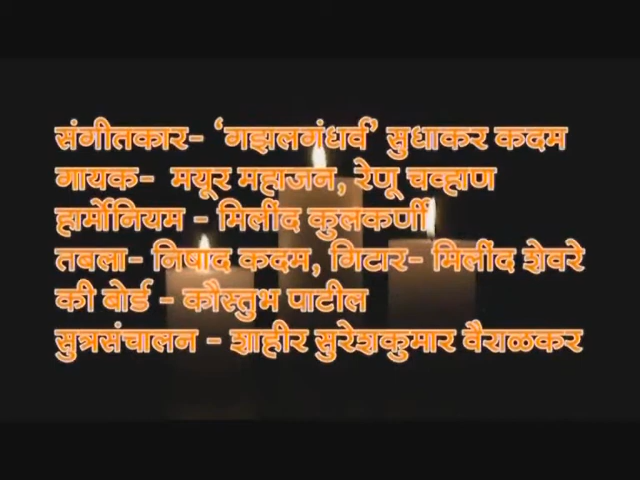 संगीतकार- ‘गझलगंधर्व’ सुधाकर कदम
गायक- मयूर महाजन, रेणू चव्हाण
हार्मोनियम - मिलींद कुलकर्णी
तबला- निषाद कदम, गिटार- मिलींद शेवरे
की बोर्ड - कौस्तुभ पाटील
सुत्रसंचालन - शाहीर सुरेशकुमार वैराळकर